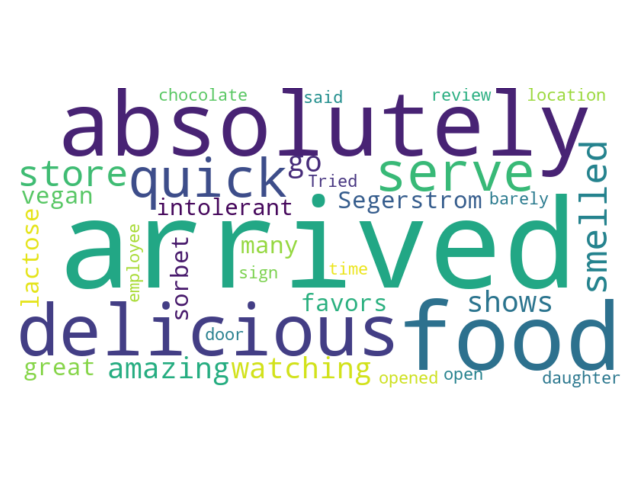 chocolate said review location
absolutely
store quick go serve smelled
Tried
vegan intolerant Segerstrom barely
lactose employee sorbet arrived
many
sign time
favors shows
delicious door food
great amazing watching opened open daughter